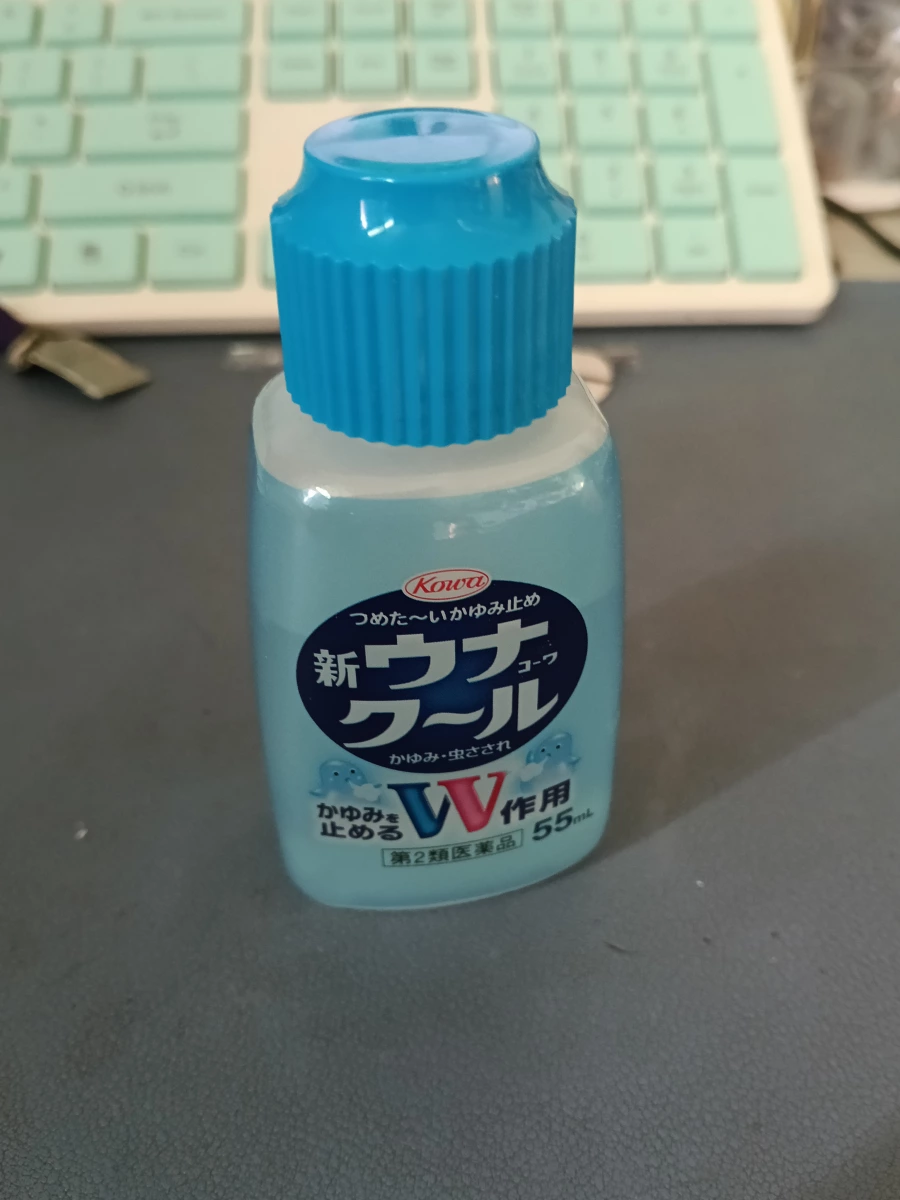 Kowa
つめた〜いかゆみ止め
新ウナ
コーワ
クール
かゆみ・虫さされ
かゆみを
止める
W作用
第2類医薬品
55mL